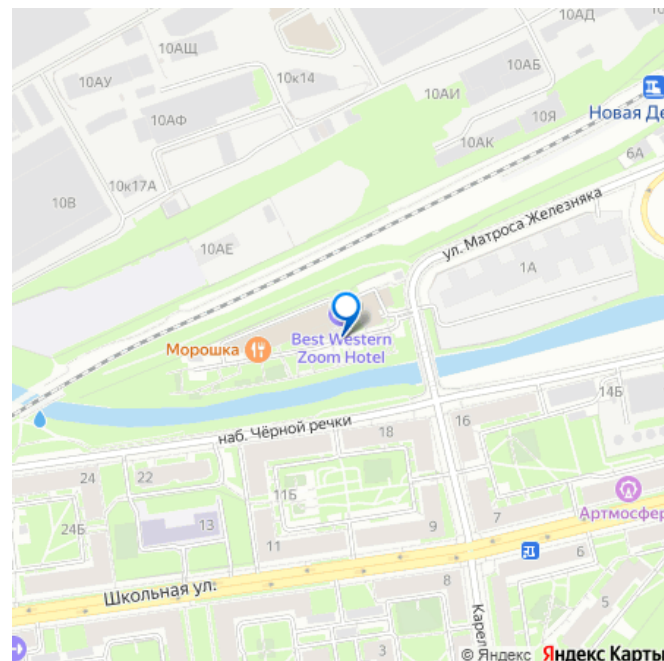 10АД
10АЩ
10АБ
10к14
10АУ
10АИ
10АФ
10Я
Новая Де
10АК
6А
10к17А
10В
ул. Матроса Железняка
10АЕ
1А
Best Western
Zoom Hotel
Морошка
14Б
наб. Чёрной речки
18
16
24
22
11Б
Артмосфер
24Б
13
9
7
11
6
Школьная ул.
8
5
Карел
3
© Яндекс Яндекс Карты